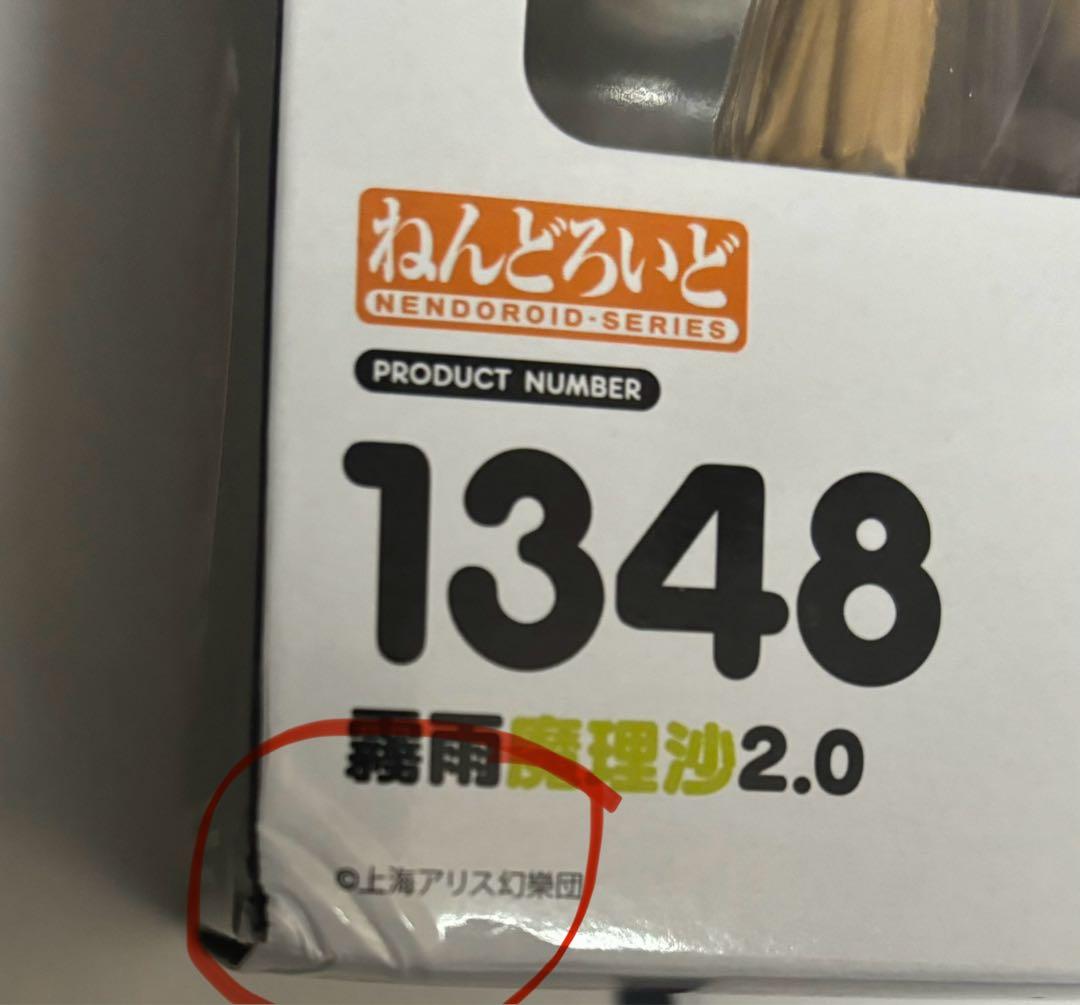 ねんどろいど
NENDOROID-SERIES
PRODUCT NUMBER
1348
霧雨魔理沙2.0
©上海アリス幻樂団